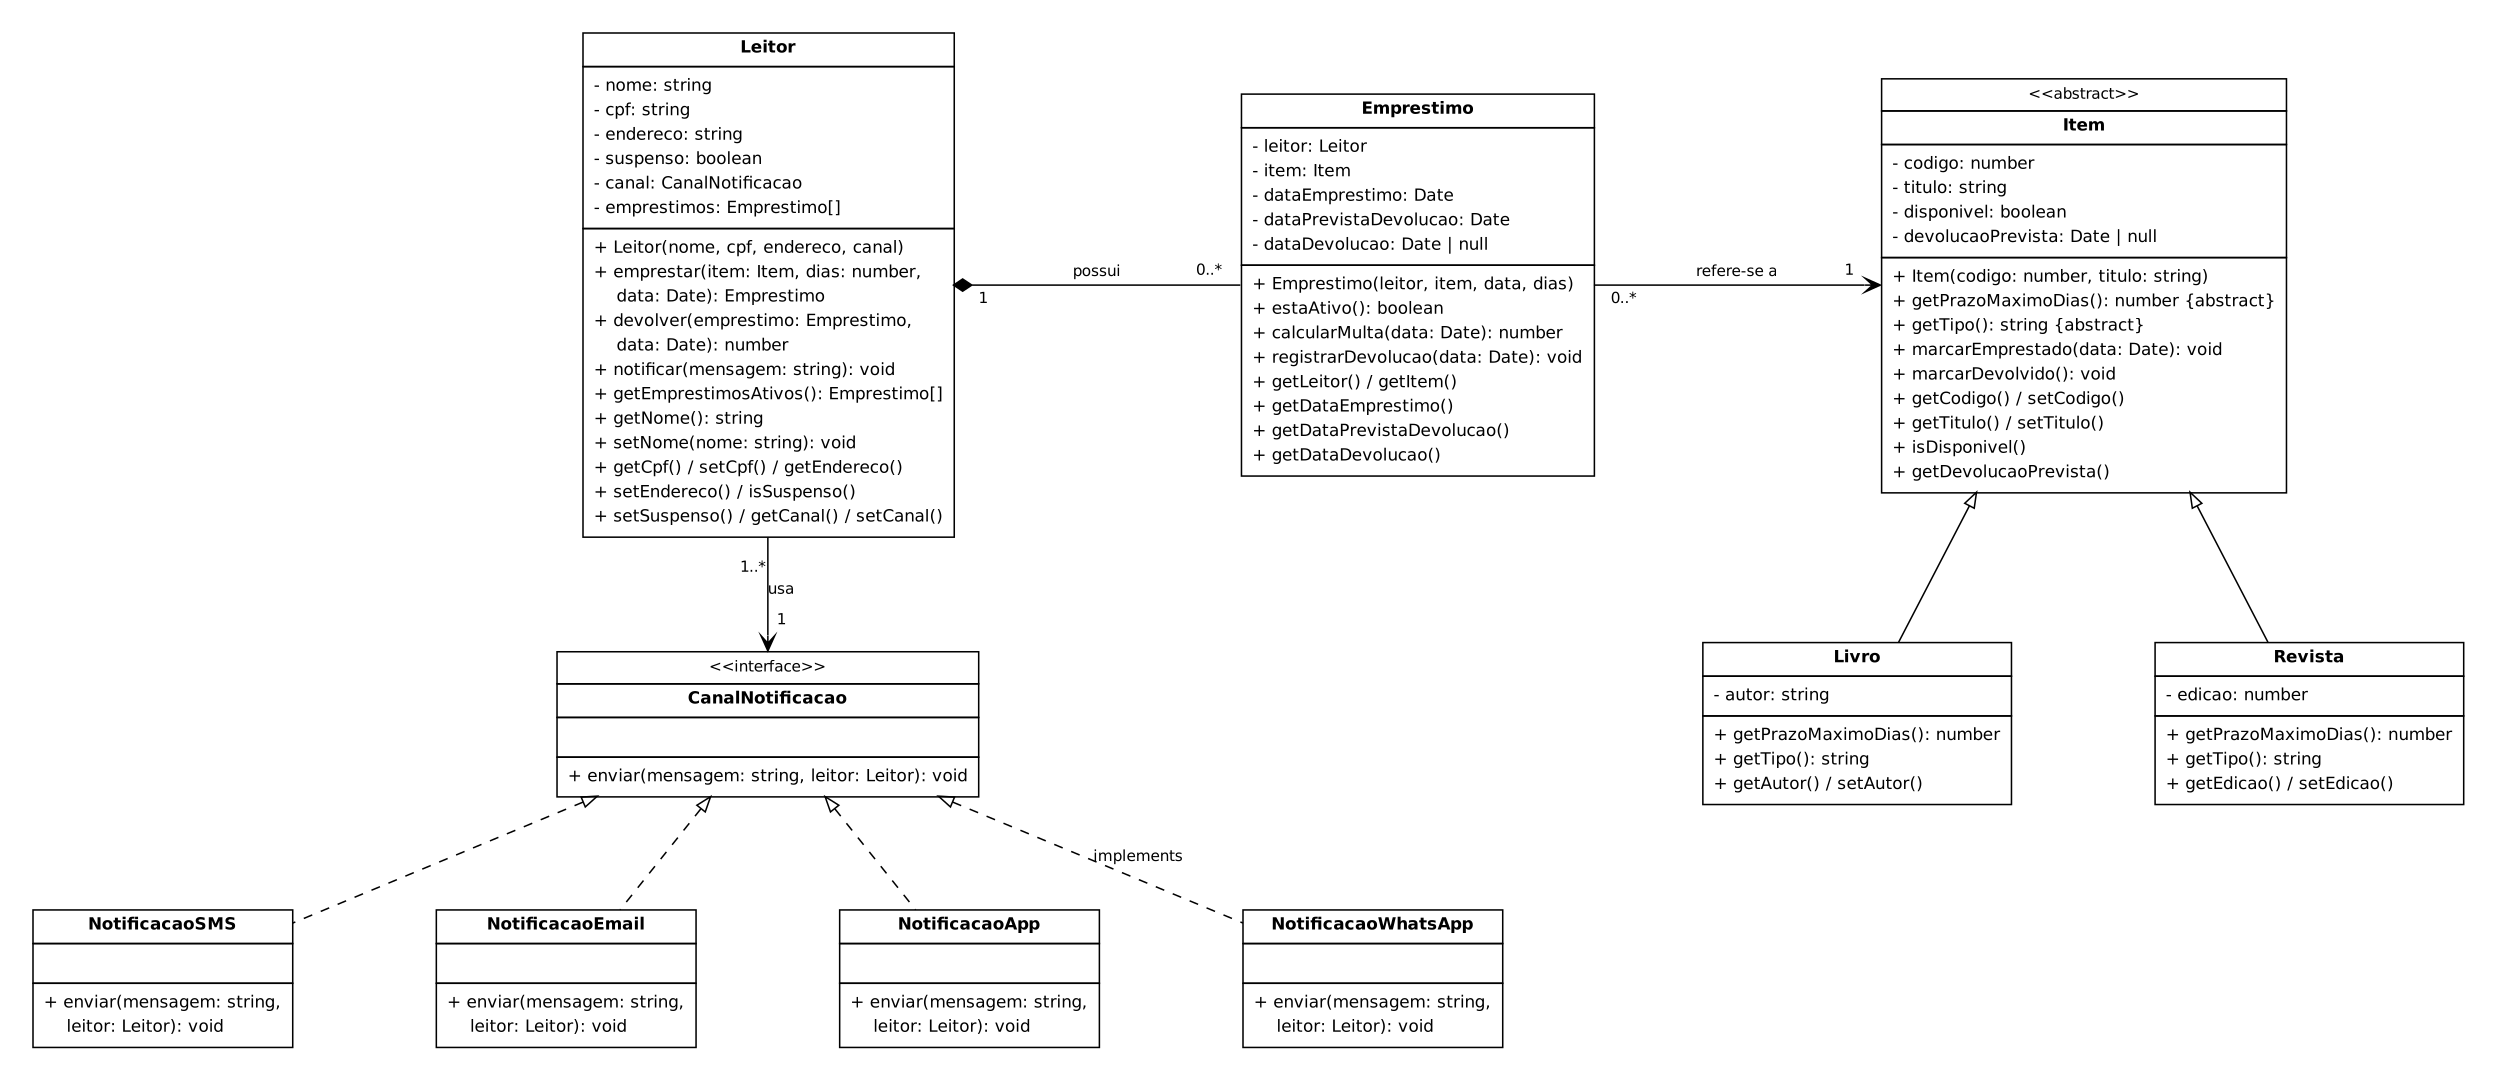 Leitor
- nome: string
- cpf: string
- endereco: string
- suspenso: boolean
- canal: CanalNotificacao
- emprestimos: Emprestimo[]
+ Leitor(nome, cpf, endereco, canal)
+ emprestar(item: Item, dias: number,
data: Date): Emprestimo
+ devolver(emprestimo: Emprestimo,
data: Date): number
+ notificar(mensagem: string): void
+ getEmprestimosAtivos(): Emprestimo[]
+ getNome(): string
+ setNome(nome: string): void
+ getCpf() / setCpf() / getEndereco()
+ setEndereco() / isSuspenso()
+ setSuspenso() / getCanal() / setCanal()
possui
0..*
1
Emprestimo
- leitor: Leitor
- item: Item
- dataEmprestimo: Date
- dataPrevistaDevolucao: Date
- dataDevolucao: Date | null
+ Emprestimo(leitor, item, data, dias)
+ estaAtivo(): boolean
+ calcularMulta(data: Date): number
+ registrarDevolucao(data: Date): void
+ getLeitor() / getItem()
+ getDataEmprestimo()
+ getDataPrevistaDevolucao()
+ getDataDevolucao()
refere-se a
1
0..*
<<abstract>>
Item
- codigo: number
- titulo: string
- disponivel: boolean
- devolucaoPrevista: Date | null
+ Item(codigo: number, titulo: string)
+ getPrazoMaximoDias(): number {abstract}
+ getTipo(): string {abstract}
+ marcarEmprestado(data: Date): void
+ marcarDevolvido(): void
+ getCodigo() / setCodigo()
+ getTitulo() / setTitulo()
+ isDisponivel()
+ getDevolucaoPrevista()
1..*
usa
1
<<interface>>
CanalNotificacao
+ enviar(mensagem: string, leitor: Leitor): void
Livro
- autor: string
+ getPrazoMaximoDias(): number
+ getTipo(): string
+ getAutor() / setAutor()
Revista
- edicao: number
+ getPrazoMaximoDias(): number
+ getTipo(): string
+ getEdicao() / setEdicao()
implements
NotificacaoSMS
+ enviar(mensagem: string,
leitor: Leitor): void
NotificacaoEmail
+ enviar(mensagem: string,
leitor: Leitor): void
NotificacaoApp
+ enviar(mensagem: string,
leitor: Leitor): void
NotificacaoWhatsApp
+ enviar(mensagem: string,
leitor: Leitor): void